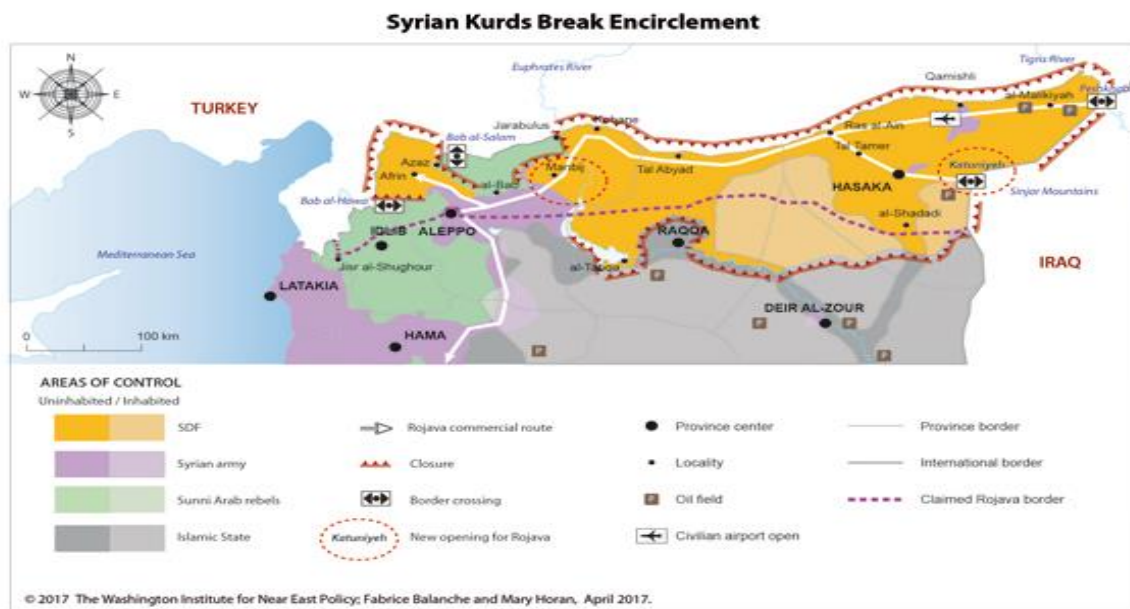 Syrian Kurds Break Encirclement
N
W E
S
TURKEY
Euphrates River
Tigris River
Qamishli
al-Malikiyah
Jarabulus
Kobane
Bab al-Salam
Ras al-Ain
Tal Tamer
Azaz
Afrin
Manbij
al-Bab
Tal Abyad
Katuniyeh
HASAKA
Sinjar Mountains
Bab al-Hawa
IDLIB
ALEPPO
al-Shadadi
RAQQA
Mediterranean Sea
Jisr al-Shughour
al-Tabqa
IRAQ
LATAKIA
DEIR AL-ZOUR
HAMA
0 100 km
P
P
P
P
P
P
P
P
AREAS OF CONTROL
Uninhabited / Inhabited
SDF
Rojava commercial route
Province center
Province border
Syrian army
Closure
Locality
International border
Sunni Arab rebels
Border crossing
P Oil field
Claimed Rojava border
Islamic State
Katuniyeh New opening for Rojava
Civilian airport open
© 2017 The Washington Institute for Near East Policy; Fabrice Balanche and Mary Horan, April 2017.